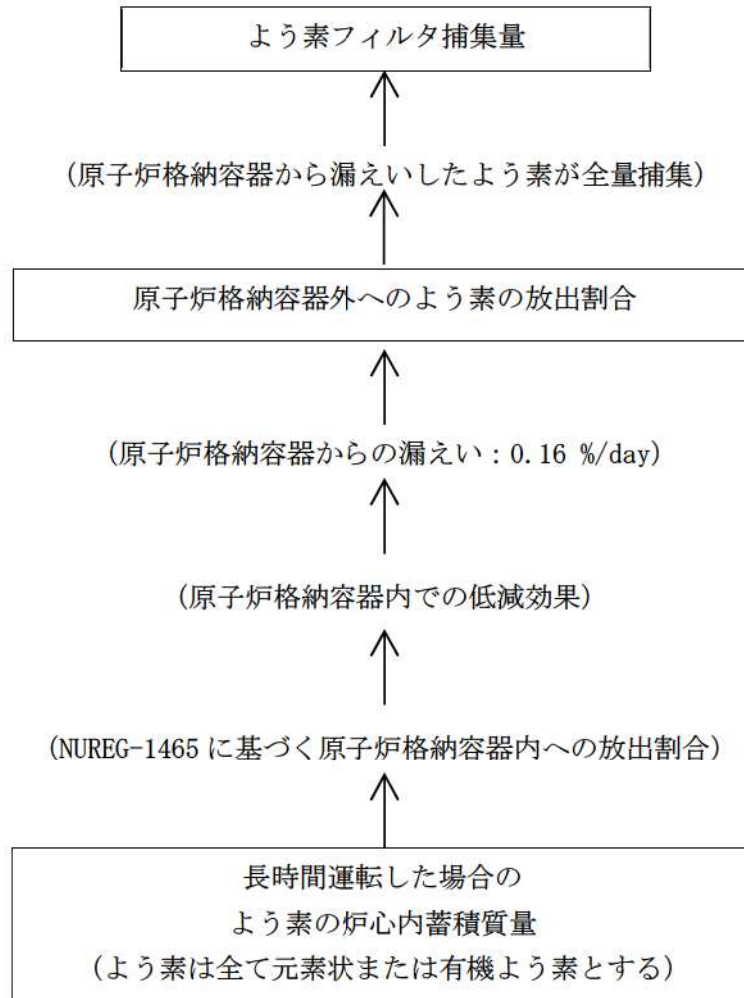 よう素フィルタ捕集量
(原子炉格納容器から漏えいしたよう素が全量捕集)
原子炉格納容器外へのよう素の放出割合
(原子炉格納容器からの漏えい：0.16 %/day)
(原子炉格納容器内での低減効果)
(NUREG-1465 に基づく原子炉格納容器内への放出割合)
長時間運転した場合の
よう素の炉心内蓄積質量
(よう素は全て元素状または有機よう素とする)